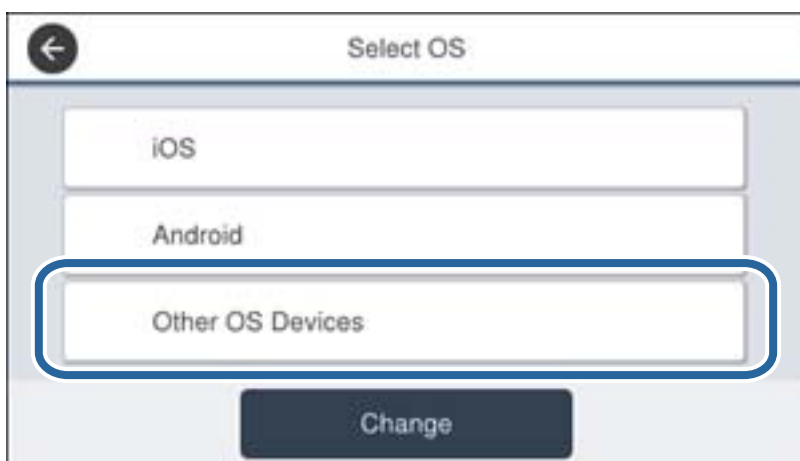 Select OS
iOS
Android
Other OS Devices
Change